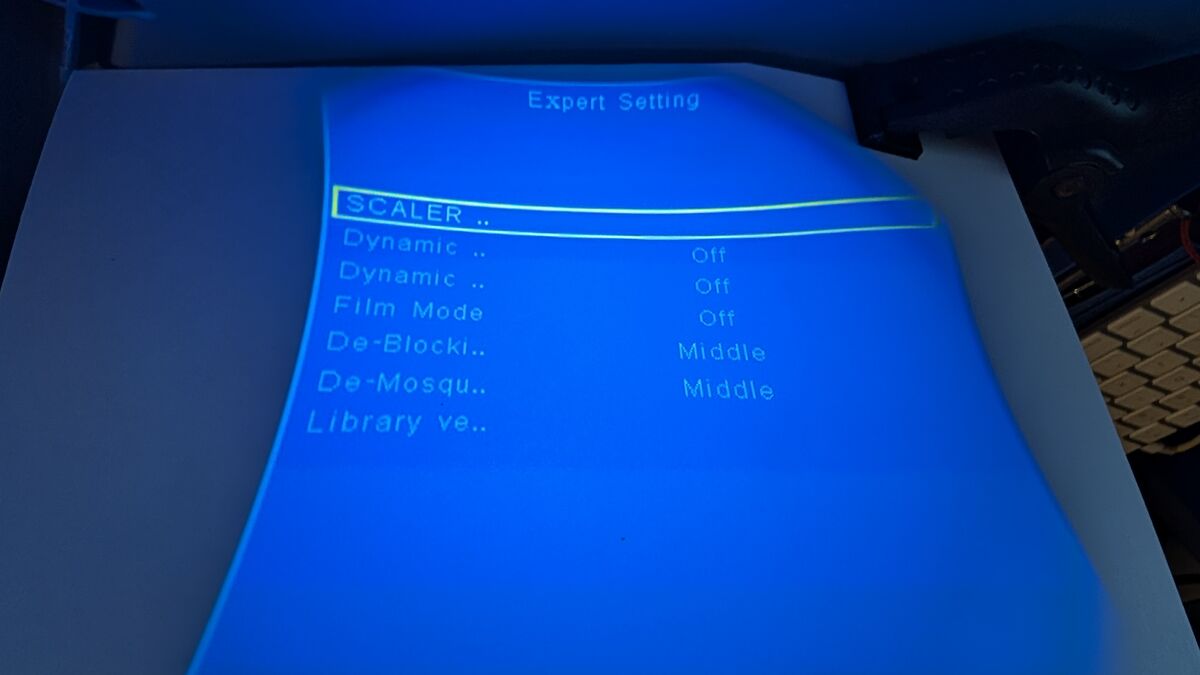 Expert Setting
SCALER ..
Dynamic .. Off
Dynamic .. Off
Film Mode Off
De-Blocki.. Middle
De-Mosqu.. Middle
Library ve..